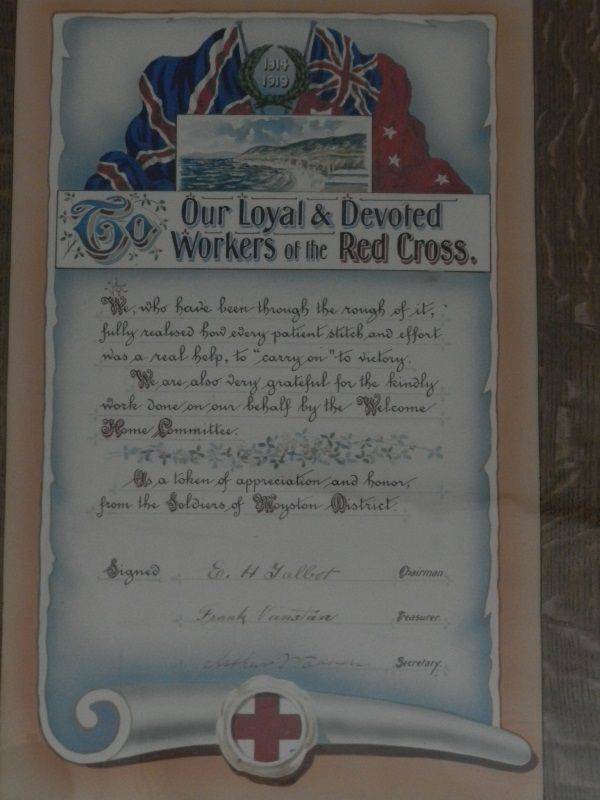 1914
1919
To Our Loyal & Devoted
Workers of the Red Cross.
We, who have been through the rough of it,
fully realised how every patient stitch and effort
was a real help, to "carry on" to victory.
We are also very grateful for the kindly
work done on our behalf by the Welcome
Home Committee.
As a token of appreciation and honor,
from the Soldiers of Moyston District.
Signed E. H Talbot Chairman
Frank Vanstan Treasurer
Arthur Secretary.